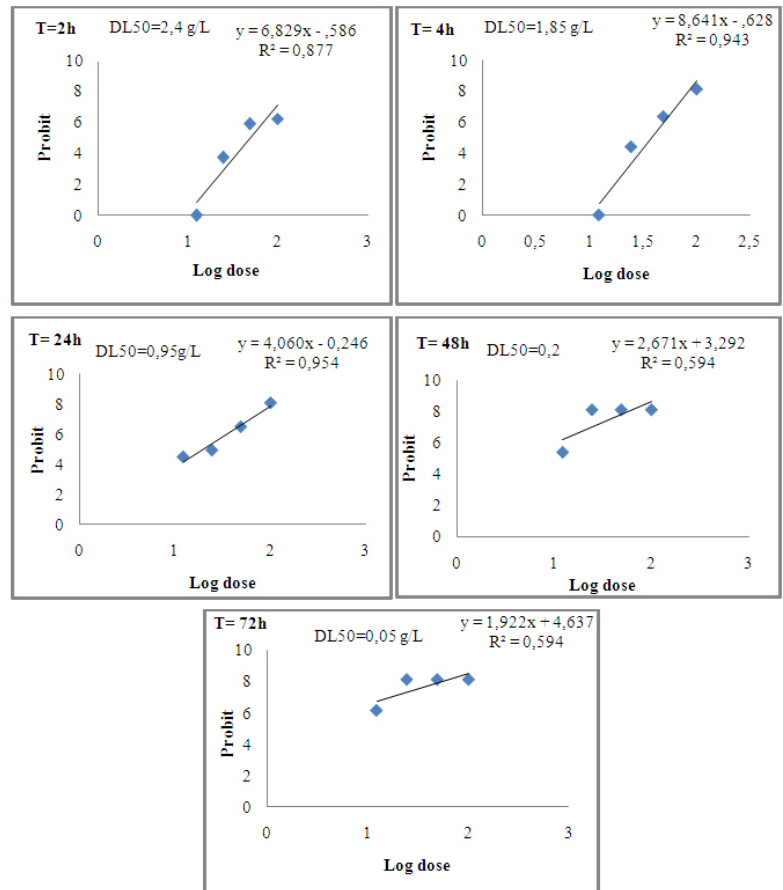 T=2h DL50=2,4 g/L y = 6,829x - ,586
R² = 0,877
10
8
6
4
2
0
Probit
0 1 2 3
Log dose
T= 4h DL50=1,85 g/L y = 8,641x - ,628
R² = 0,943
10
8
6
4
2
0
Probit
0 0,5 1 1,5 2 2,5
Log dose
T= 24h DL50=0,95g/L y = 4,060x - 0,246
R² = 0,954
10
8
6
4
2
0
Probit
0 1 2 3
Log dose
T= 48h DL50=0,2 y = 2,671x + 3,292
R² = 0,594
10
8
6
4
2
0
Probit
0 1 2 3
Log dose
T= 72h DL50=0,05 g/L y = 1,922x + 4,637
R² = 0,594
10
8
6
4
2
0
Probit
0 1 2 3
Log dose